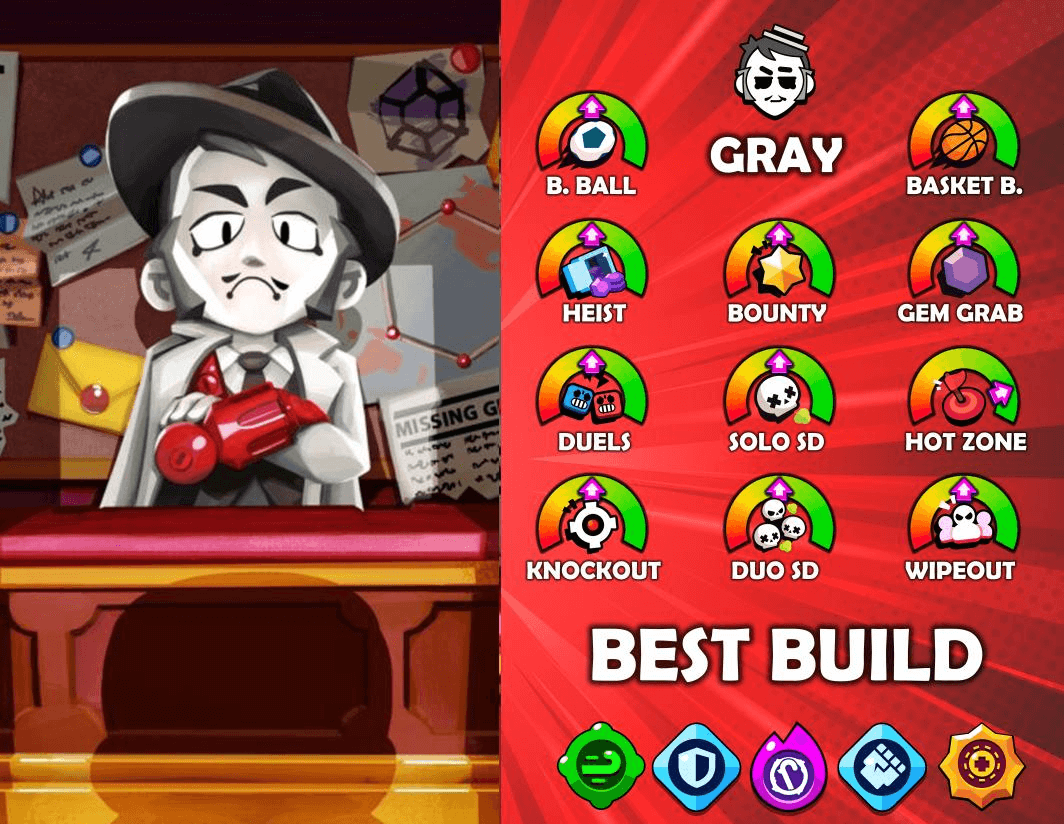 MISSING
GRAY
B. BALL
BASKET B.
HEIST
BOUNTY
GEM GRAB
DUELS
SOLO SD
HOT ZONE
KNOCKOUT
DUO SD
WIPEOUT
BEST BUILD